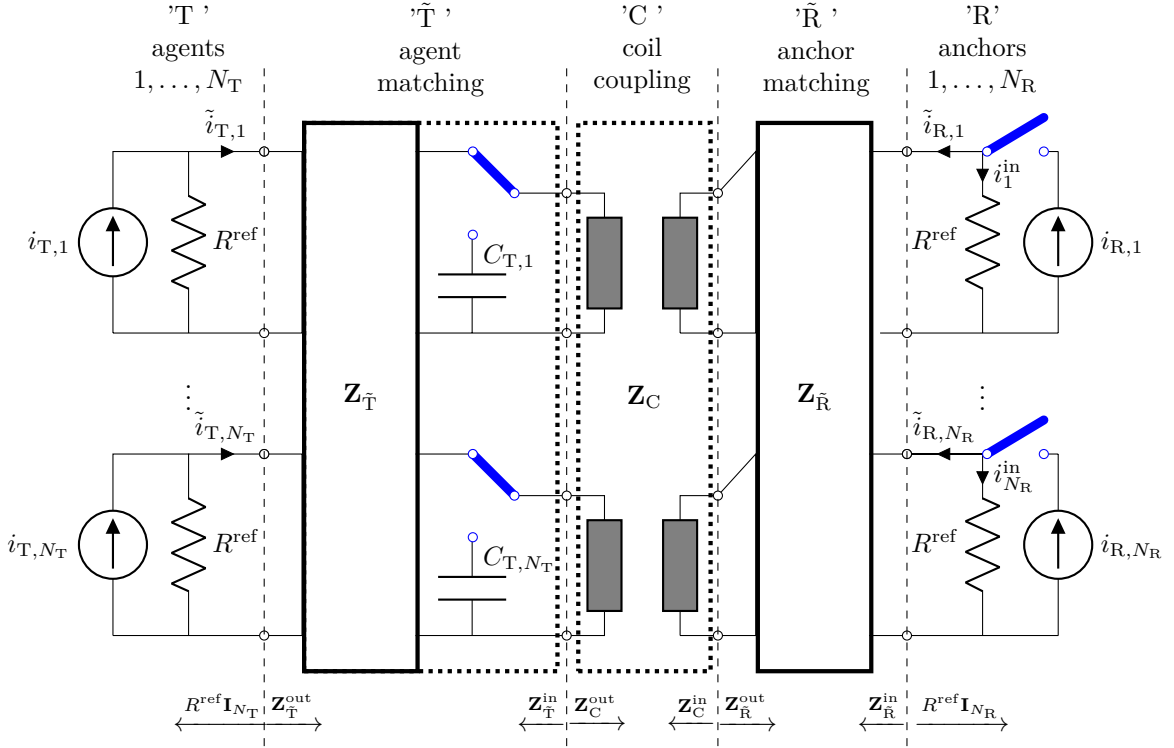 'T ' 'T̃ ' 'C ' 'R̃ ' 'R'
agents agent coil anchor anchors
1, . . . , N_T matching coupling matching 1, . . . , N_R
ĩ_T,1 ĩ_R,1
i_1^in
i_T,1 R^ref C_T,1 R^ref i_R,1
Z_T̃ Z_C Z_R̃
⋮ ⋮
ĩ_T,N_T ĩ_R,N_R
i_N_R^in
i_T,N_T R^ref C_T,N_T R^ref i_R,N_R
R^ref I_N_T Z_T̃^out Z_T̃^in Z_C^out Z_C^in Z_R̃^out Z_R̃^in R^ref I_N_R